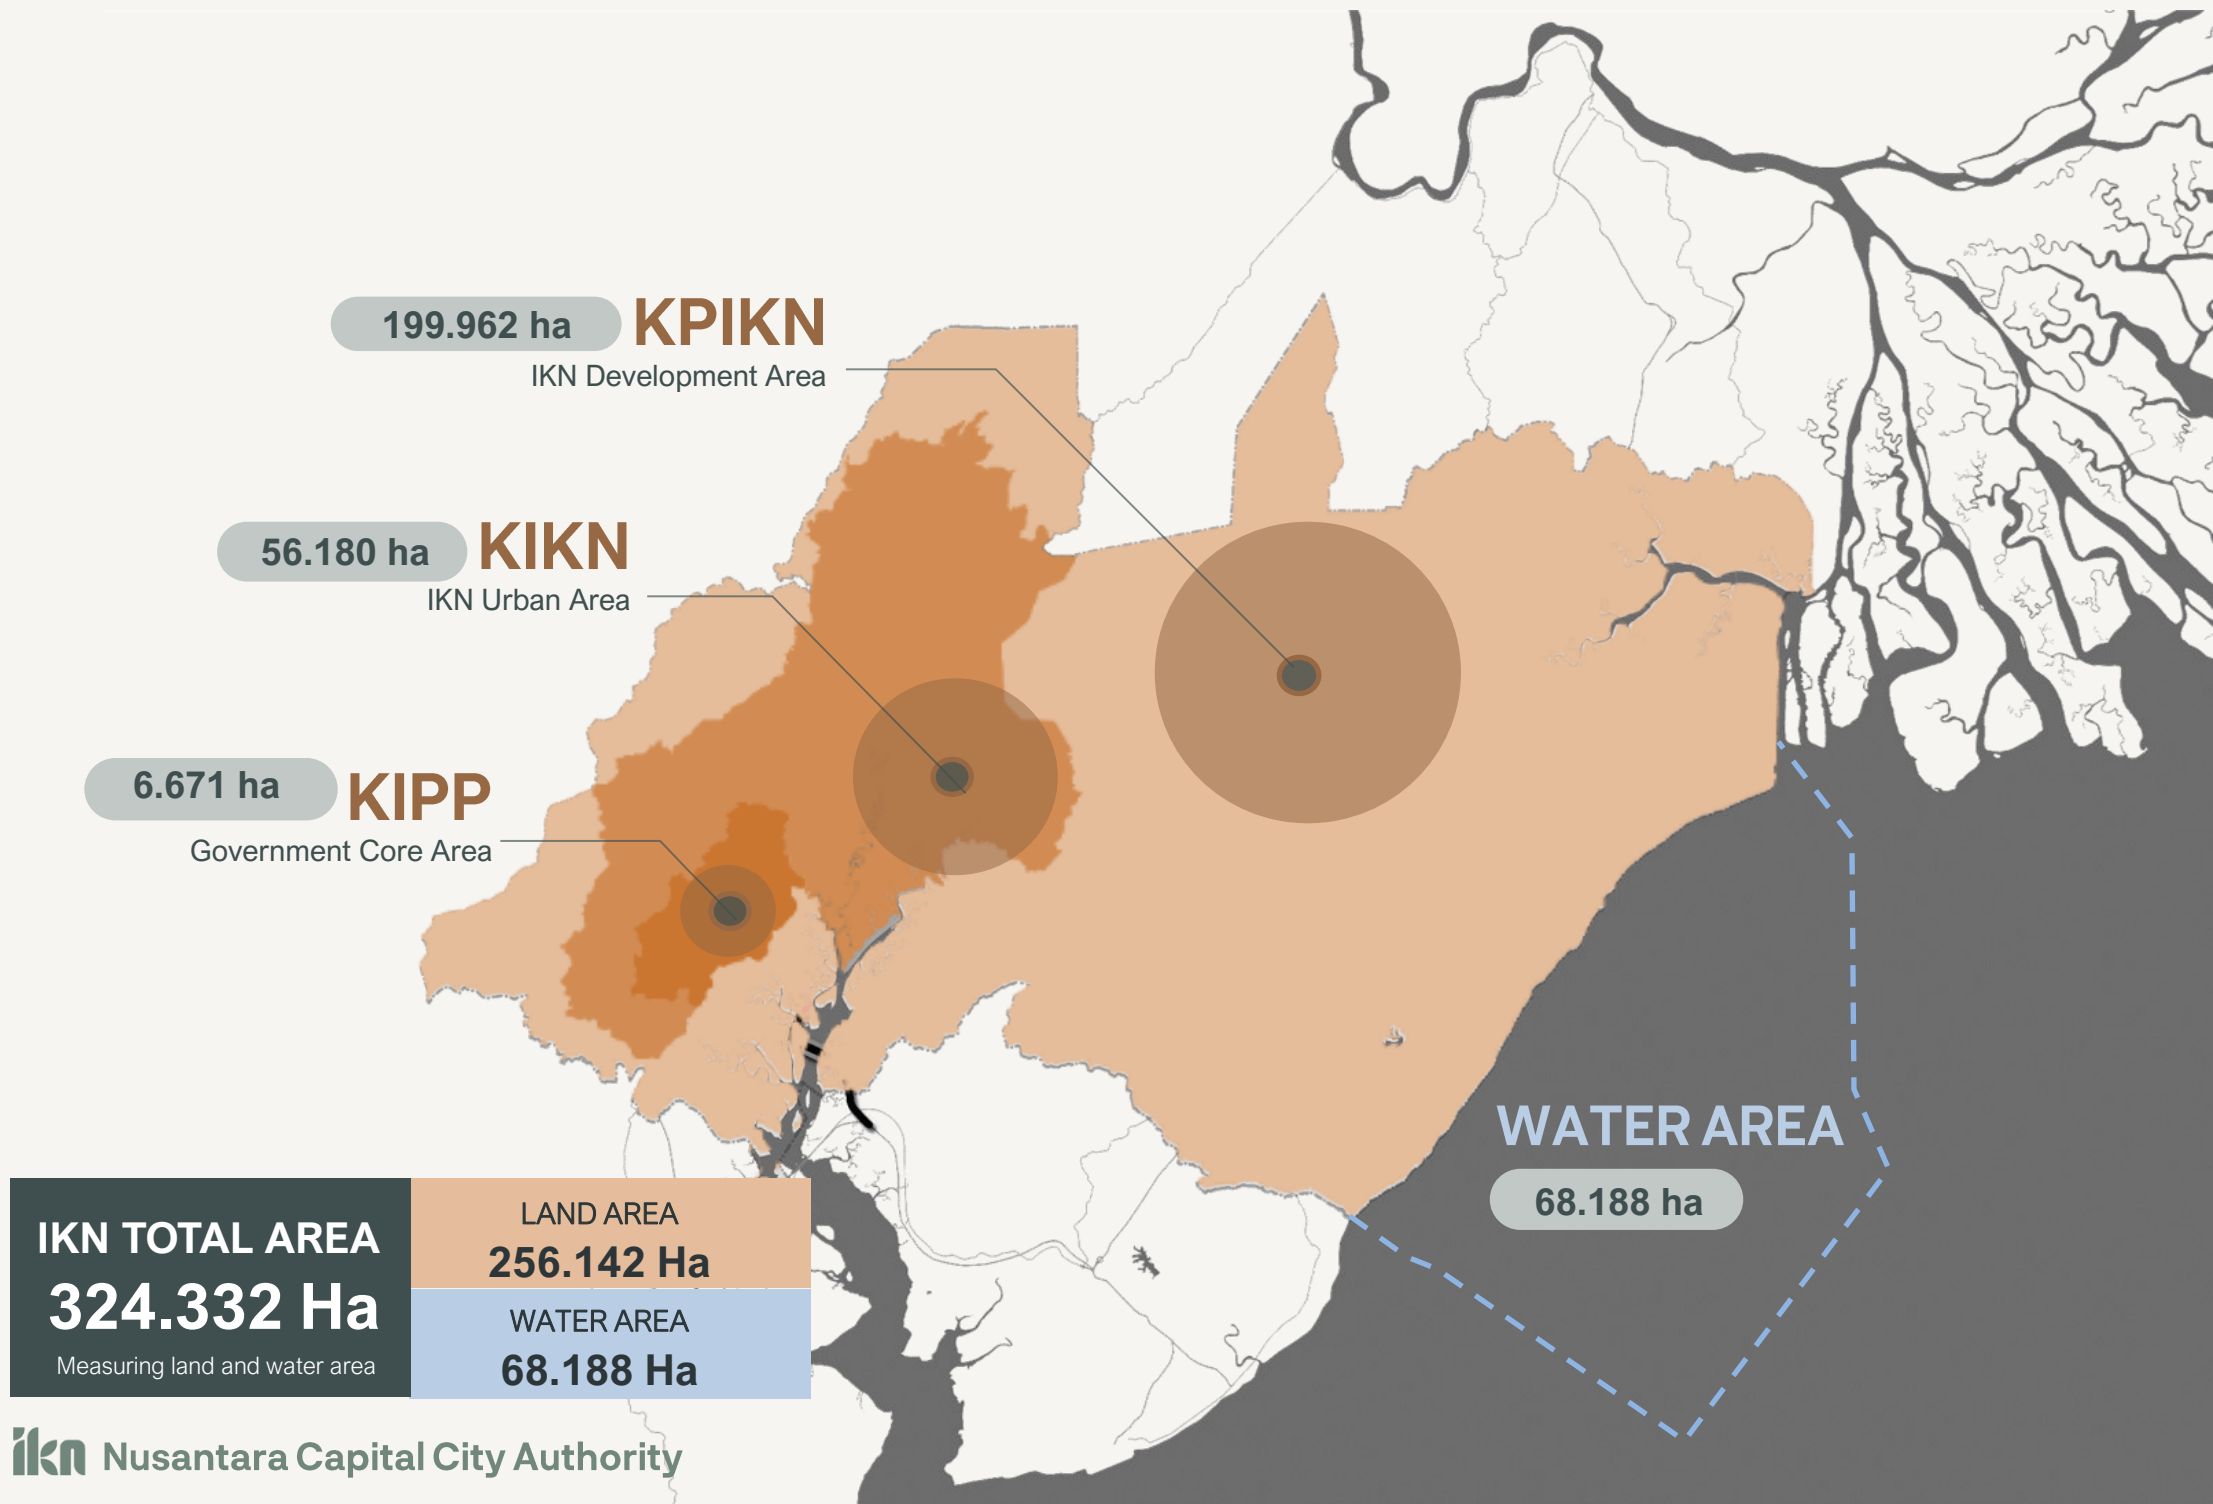 199.962 ha
KPIKN
IKN Development Area
56.180 ha
KIKN
IKN Urban Area
6.671 ha
KIPP
Government Core Area
WATER AREA
68.188 ha
IKN TOTAL AREA
324.332 Ha
Measuring land and water area
LAND AREA
256.142 Ha
WATER AREA
68.188 Ha
ikn Nusantara Capital City Authority